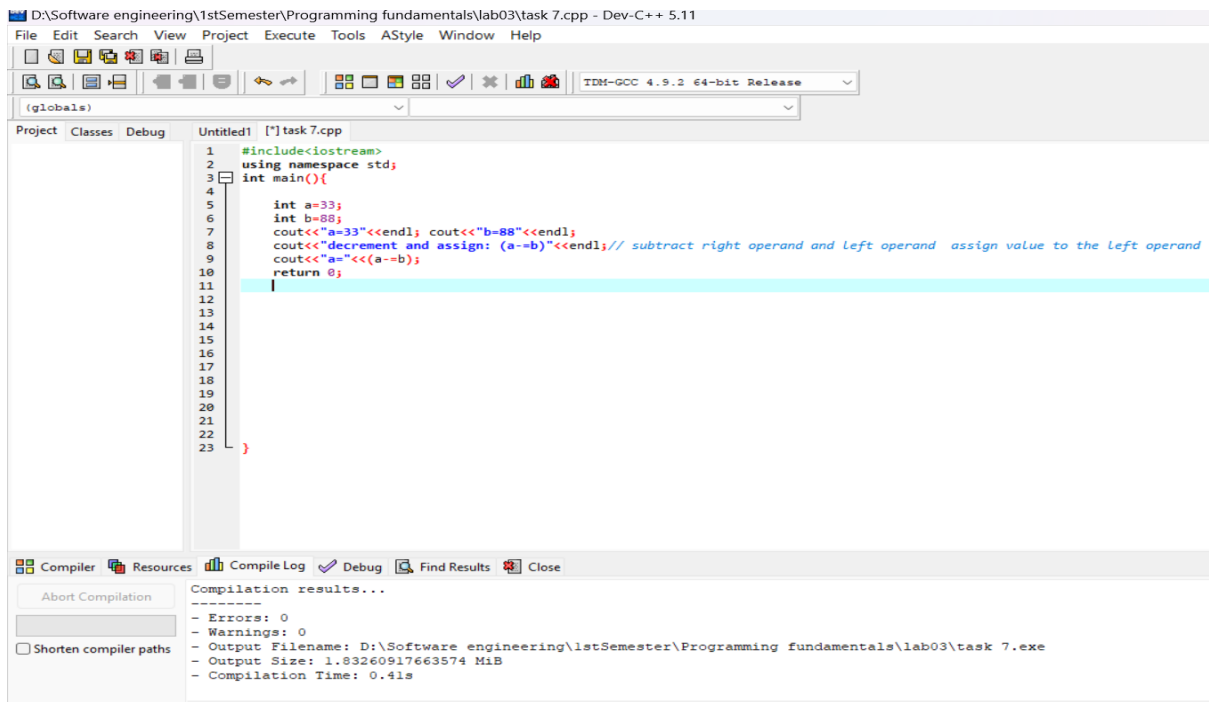 D:\Software engineering\1stSemester\Programming fundamentals\lab03\task 7.cpp - Dev-C++ 5.11
File Edit Search View Project Execute Tools AStyle Window Help
TDM-GCC 4.9.2 64-bit Release
(globals)
Project Classes Debug Untitled1 [*] task 7.cpp
1 #include<iostream>
2 using namespace std;
3 int main(){
4
5 int a=33;
6 int b=88;
7 cout<<"a=33"<<endl; cout<<"b=88"<<endl;
8 cout<<"decrement and assign: (a-=b)"<<endl;// subtract right operand and left operand  assign value to the left operand
9 cout<<"a="<<(a-=b);
10 return 0;
11
12
13
14
15
16
17
18
19
20
21
22
23 }
Compiler Resources Compile Log Debug Find Results Close
Abort Compilation
Shorten compiler paths
Compilation results...
--------
- Errors: 0
- Warnings: 0
- Output Filename: D:\Software engineering\1stSemester\Programming fundamentals\lab03\task 7.exe
- Output Size: 1.83260917663574 MiB
- Compilation Time: 0.41s